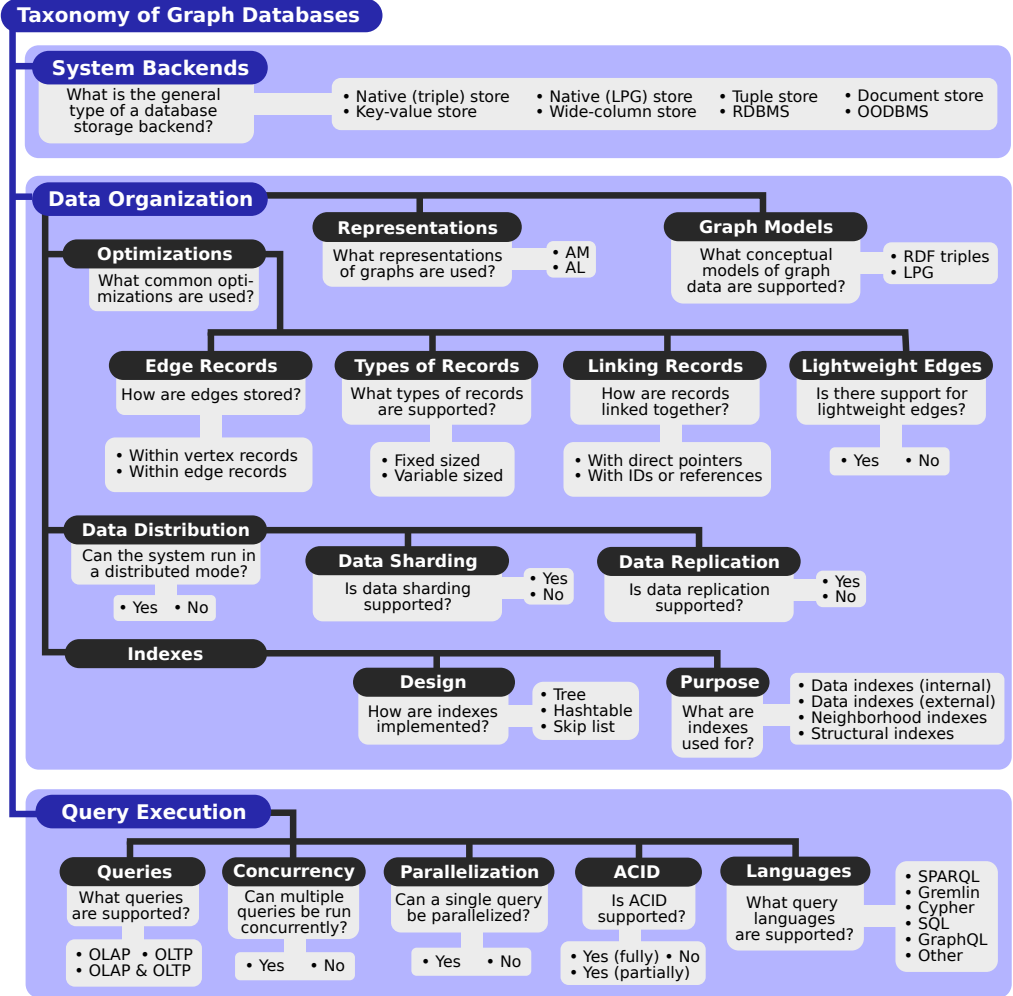 Taxonomy of Graph Databases
System Backends
What is the general
type of a database
storage backend?
• Native (triple) store
• Key-value store
• Native (LPG) store
• Wide-column store
• Tuple store
• RDBMS
• Document store
• OODBMS
Data Organization
Representations
What representations
of graphs are used?
• AM
• AL
Graph Models
What conceptual
models of graph
data are supported?
• RDF triples
• LPG
Optimizations
What common opti-
mizations are used?
Edge Records
How are edges stored?
• Within vertex records
• Within edge records
Types of Records
What types of records
are supported?
• Fixed sized
• Variable sized
Linking Records
How are records
linked together?
• With direct pointers
• With IDs or references
Lightweight Edges
Is there support for
lightweight edges?
• Yes • No
Data Distribution
Can the system run in
a distributed mode?
• Yes • No
Data Sharding
Is data sharding
supported?
• Yes
• No
Data Replication
Is data replication
supported?
• Yes
• No
Indexes
Design
How are indexes
implemented?
• Tree
• Hashtable
• Skip list
Purpose
What are
indexes
used for?
• Data indexes (internal)
• Data indexes (external)
• Neighborhood indexes
• Structural indexes
Query Execution
Queries
What queries
are supported?
• OLAP • OLTP
• OLAP & OLTP
Concurrency
Can multiple
queries be run
concurrently?
• Yes • No
Parallelization
Can a single query
be parallelized?
• Yes • No
ACID
Is ACID
supported?
• Yes (fully) • No
• Yes (partially)
Languages
What query
languages
are supported?
• SPARQL
• Gremlin
• Cypher
• SQL
• GraphQL
• Other